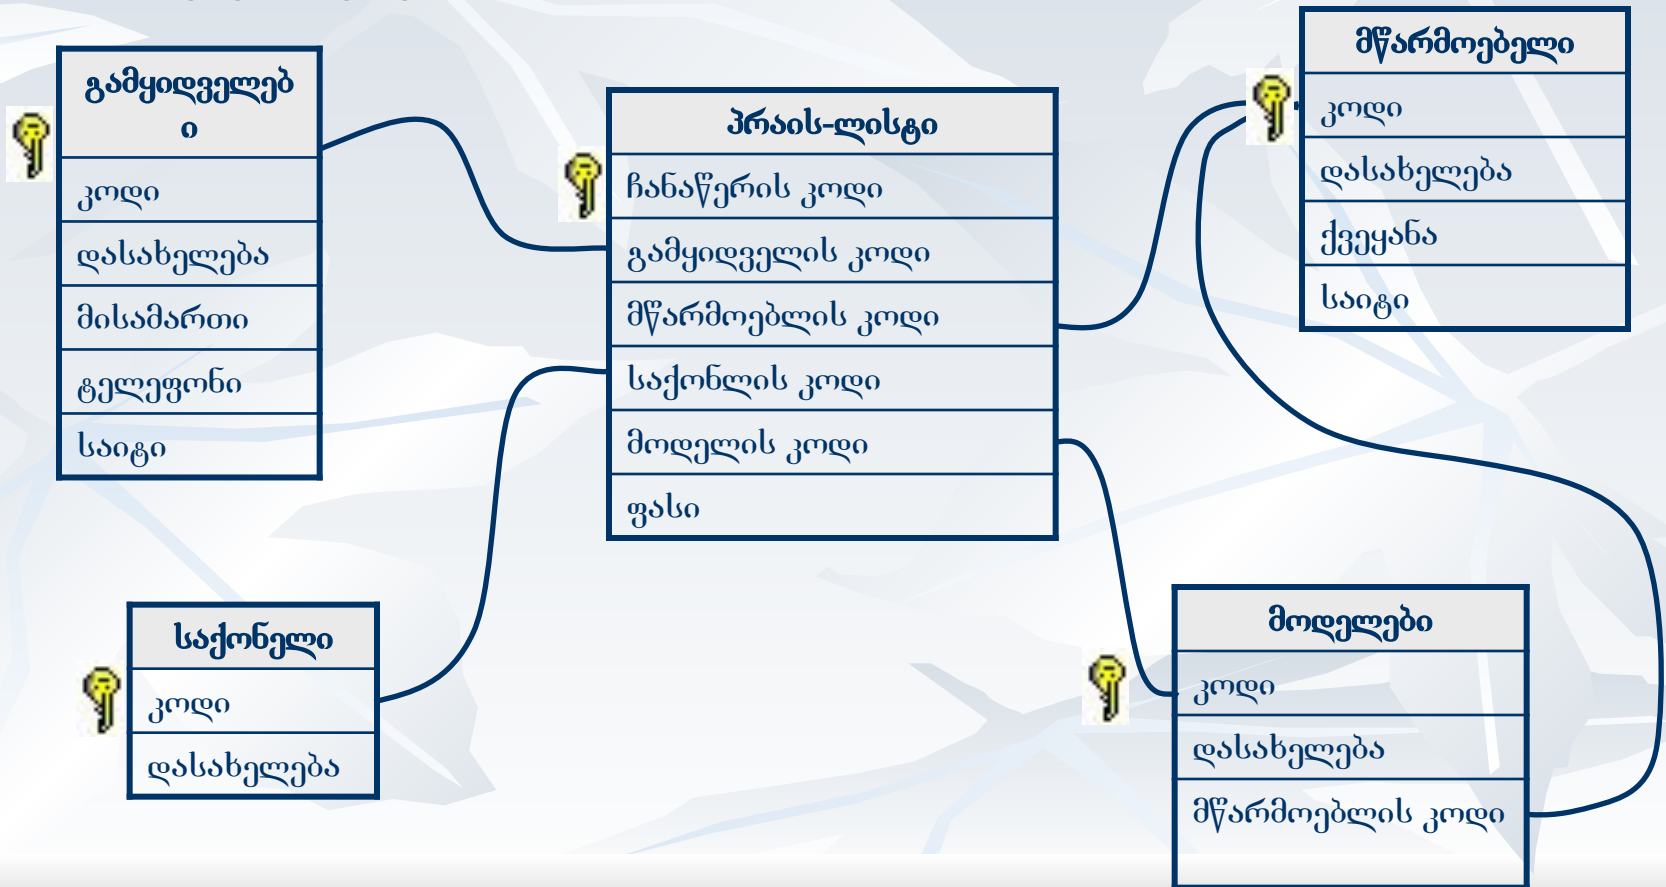 გამყიდველებ
ი
კოდი
დასახელება
მისამართი
ტელეფონი
საიტი
პრაის-ლისტი
ჩანაწერის კოდი
გამყიდველის კოდი
მწარმოებლის კოდი
საქონლის კოდი
მოდელის კოდი
ფასი
მწარმოებელი
კოდი
დასახელება
ქვეყანა
საიტი
საქონელი
კოდი
დასახელება
მოდელები
კოდი
დასახელება
მწარმოებლის კოდი